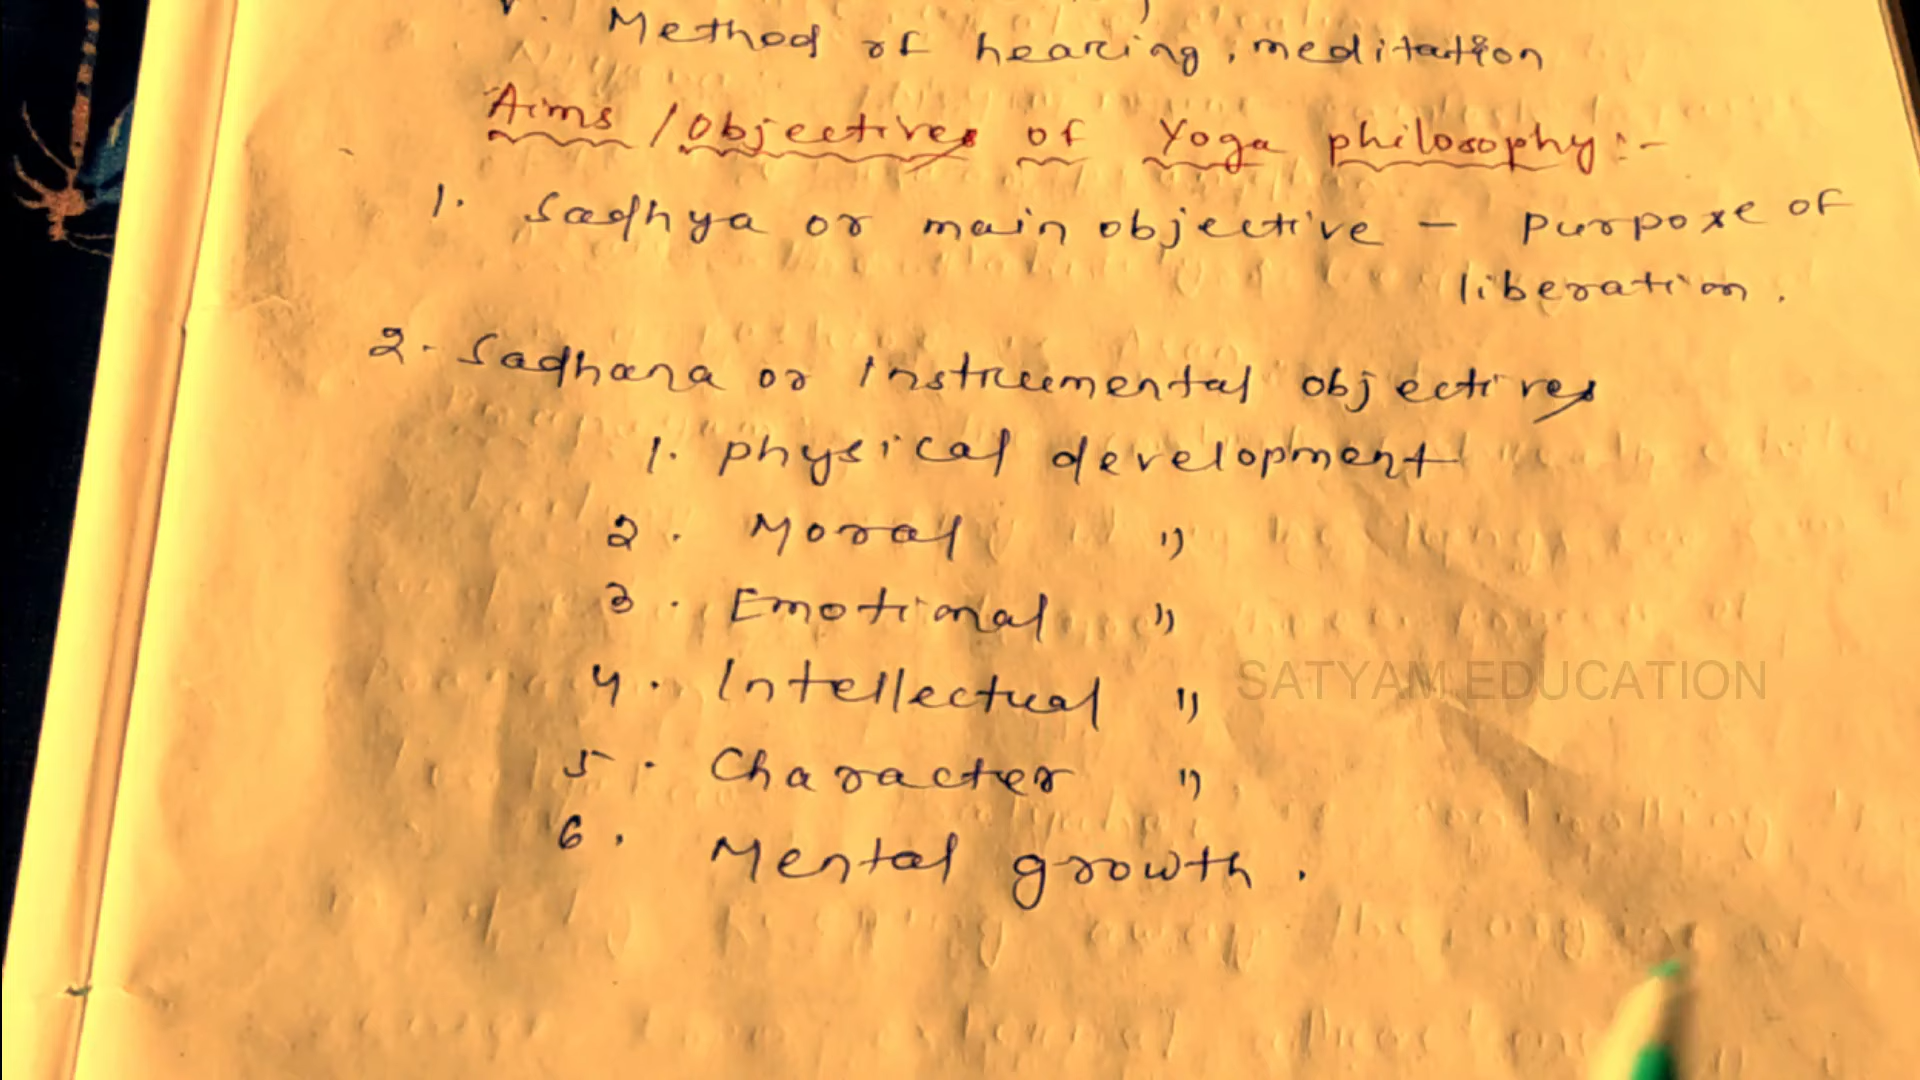 v. Method of hearing, meditation
Aims / Objectives of Yoga philosophy :-
1. Sadhya or main objective - purpose of
liberation.
2. Sadhana or Instrumental objectives
1. physical development
2. Moral "
3. Emotional "
4. Intellectual "
SATYAM EDUCATION
5. Character "
6. Mental growth.